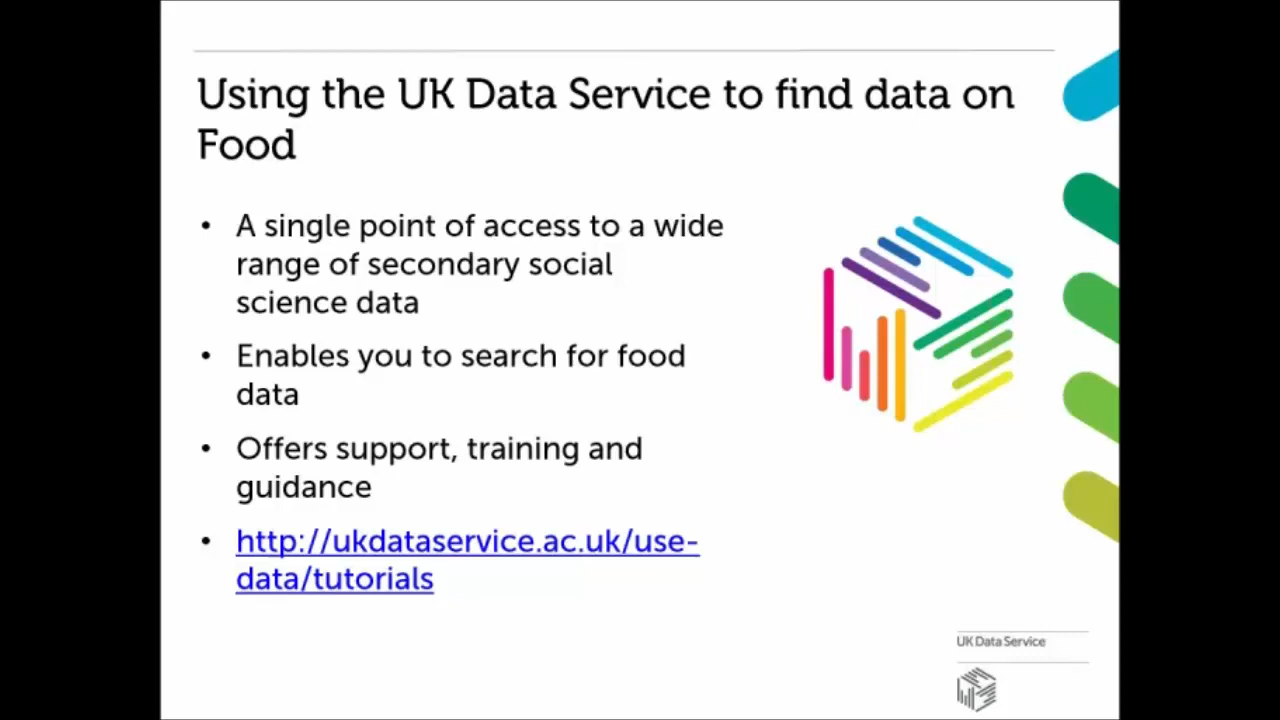 Using the UK Data Service to find data on
Food
• A single point of access to a wide
range of secondary social
science data
• Enables you to search for food
data
• Offers support, training and
guidance
• http://ukdataservice.ac.uk/use-
data/tutorials
UK Data Service